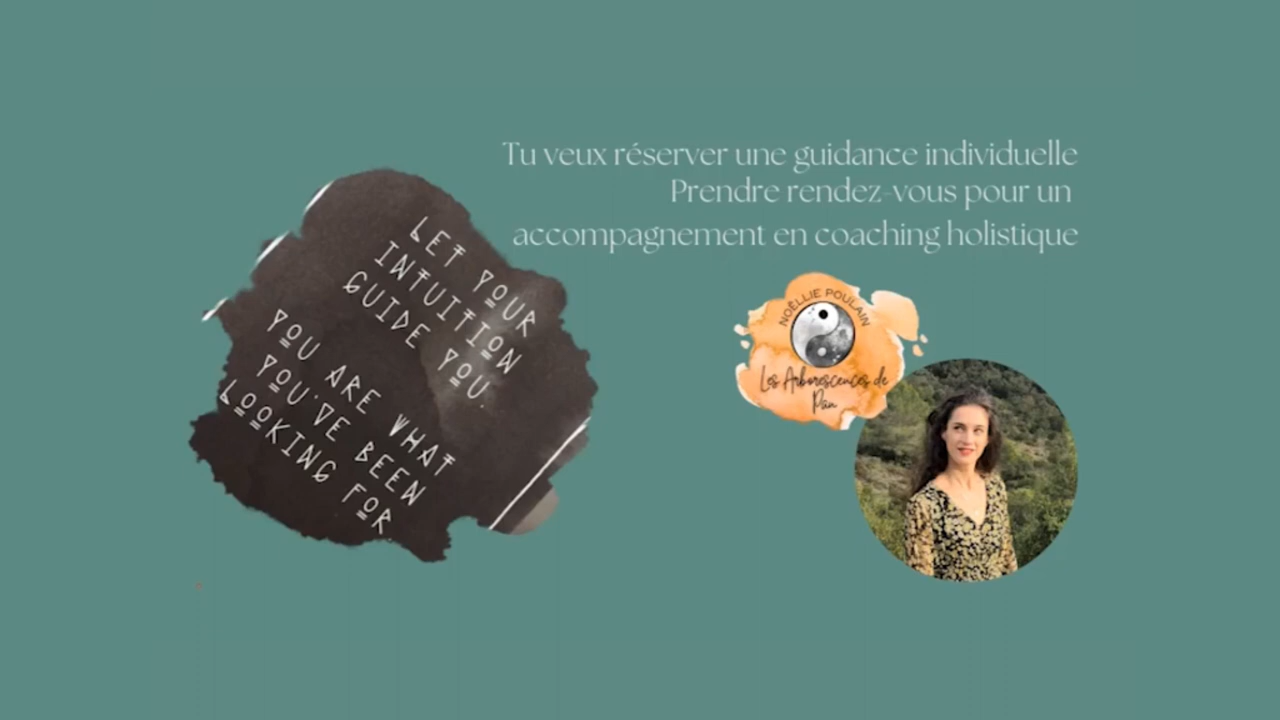 Tu veux réserver une guidance individuelle
Prendre rendez-vous pour un
accompagnement en coaching holistique
LET YOUR
INTUITION
GUIDE YOU.
YOU ARE WHAT
YOU'VE BEEN
LOOKING FOR
NOËLLIE POULAIN
Les Arborescences de
Pan